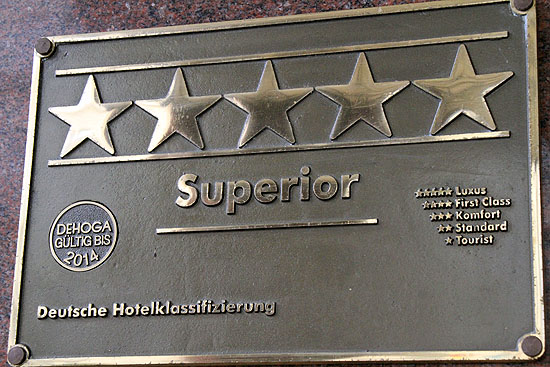 Superior
★★★★★ Luxus
★★★★ First Class
★★★ Komfort
★★ Standard
★ Tourist
DEHOGA
GÜLTIG BIS
2014
Deutsche Hotelklassifizierung